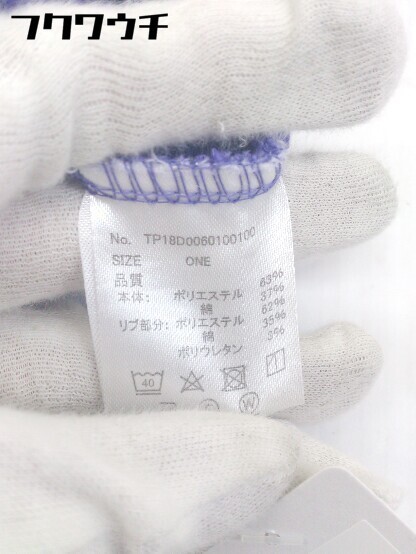 フクワウチ
No. TP18D0060100100
SIZE ONE
品質
本体: ポリエステル 63%
綿 37%
リブ部分: ポリエステル 62%
綿 35%
ポリウレタン 3%
40
W